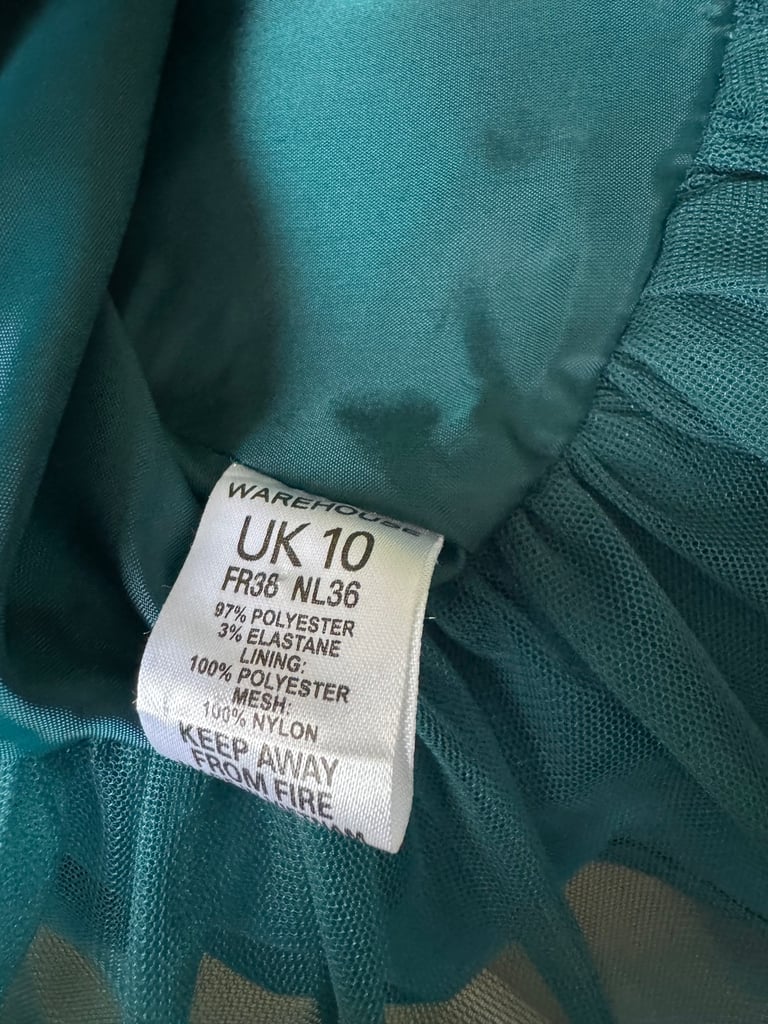 WAREHOUSE
UK 10
FR38 NL36
97% POLYESTER
3% ELASTANE
LINING:
100% POLYESTER
MESH:
100% NYLON
KEEP AWAY
FROM FIRE